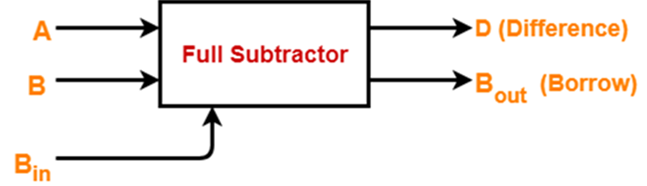 A
Full Subtractor
D (Difference)
B
Bout (Borrow)
Bin